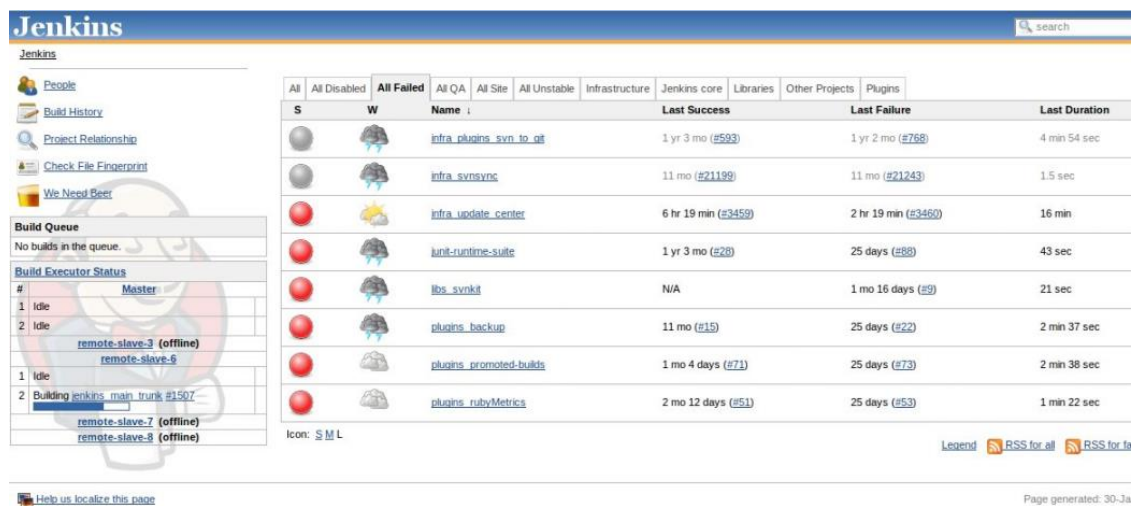 Jenkins
search
Jenkins
People
Build History
Project Relationship
Check File Fingerprint
We Need Beer
Build Queue
No builds in the queue.
Build Executor Status
# Master
1 Idle
2 Idle
remote-slave-3 (offline)
remote-slave-6
1 Idle
2 Building jenkins_main_trunk #1507
remote-slave-7 (offline)
remote-slave-8 (offline)
All All Disabled All Failed All QA All Site All Unstable Infrastructure Jenkins core Libraries Other Projects Plugins
S W Name ↓ Last Success Last Failure Last Duration
infra_plugins_svn_to_git 1 yr 3 mo (#593) 1 yr 2 mo (#768) 4 min 54 sec
infra_svnsync 11 mo (#21199) 11 mo (#21243) 1.5 sec
infra_update_center 6 hr 19 min (#3459) 2 hr 19 min (#3460) 16 min
junit-runtime-suite 1 yr 3 mo (#28) 25 days (#88) 43 sec
libs_svnkit N/A 1 mo 16 days (#9) 21 sec
plugins_backup 11 mo (#15) 25 days (#22) 2 min 37 sec
plugins_promoted-builds 1 mo 4 days (#71) 25 days (#73) 2 min 38 sec
plugins_rubyMetrics 2 mo 12 days (#51) 25 days (#53) 1 min 22 sec
Icon: S M L
Legend RSS for all RSS for fa
Help us localize this page
Page generated: 30-Ja